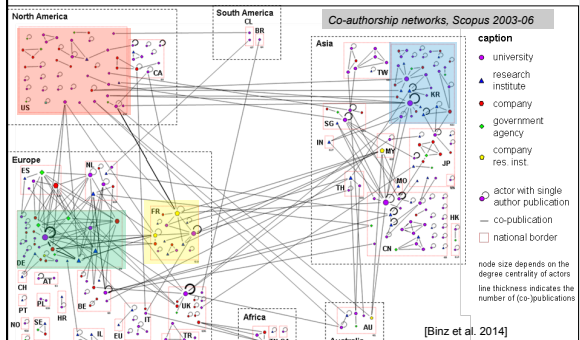 North America
South America
CL
BR
Co-authorship networks, Scopus 2003-06
Asia
caption
university
research
institute
company
government
agency
company
res. inst.
actor with single
author publication
co-publication
national border
node size depends on the
degree centrality of actors
line thickness indicates the
number of (co-)publications
CA
US
TW
KR
SG
IN
MY
JP
MO
TH
HK
CN
Europe
ES
NL
FR
DE
CH
AT
PT
PL
HR
BE
UK
IT
NO
SE
IL
EU
TR
Africa
AU
[Binz et al. 2014]